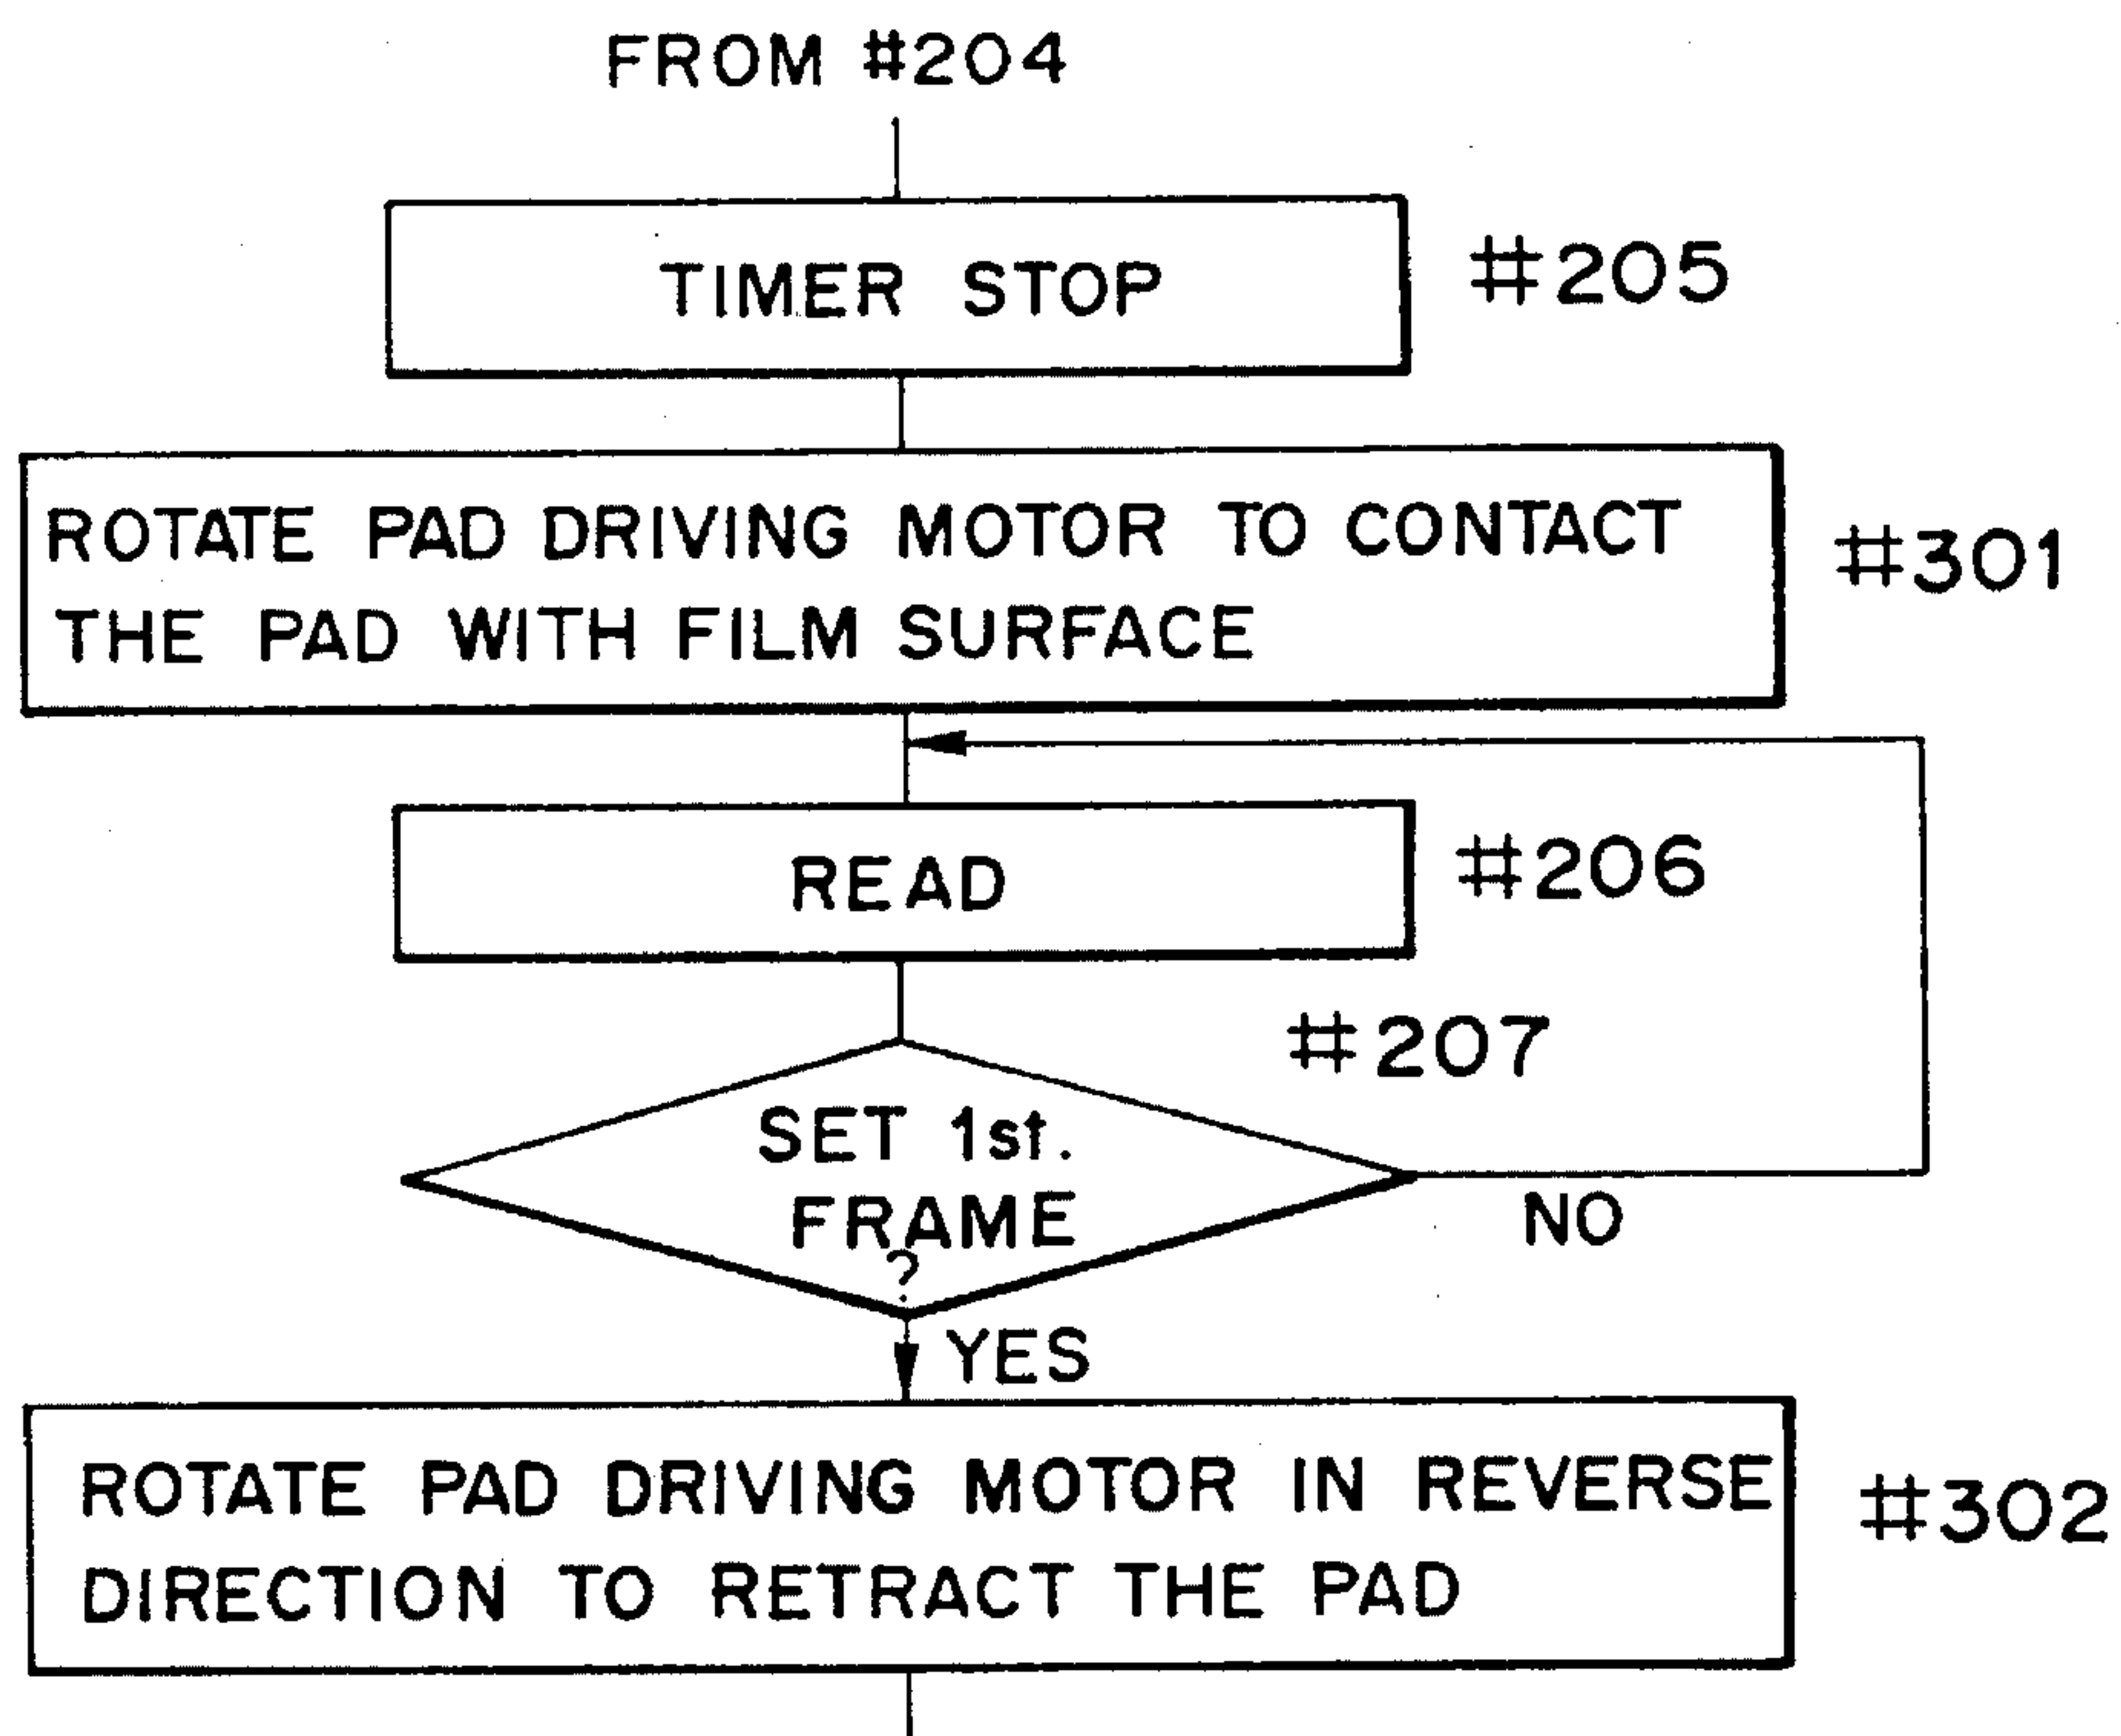 FROM #204
TIMER STOP
#205
ROTATE PAD DRIVING MOTOR TO CONTACT
THE PAD WITH FILM SURFACE
#301
READ
#206
#207
SET 1st.
FRAME
?
NO
YES
ROTATE PAD DRIVING MOTOR IN REVERSE
DIRECTION TO RETRACT THE PAD
#302